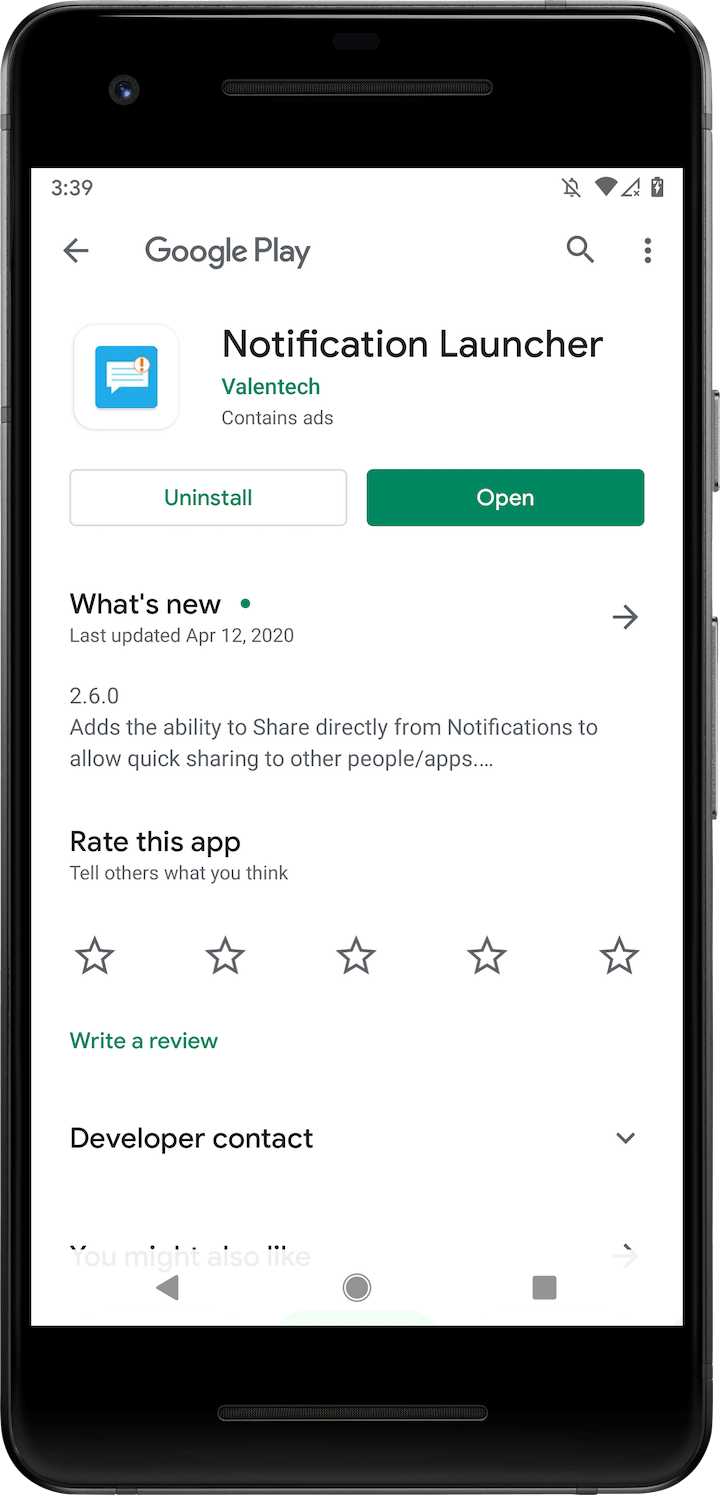 3:39
Google Play
Notification Launcher
Valentech
Contains ads
Uninstall
Open
What's new
Last updated Apr 12, 2020
2.6.0
Adds the ability to Share directly from Notifications to
allow quick sharing to other people/apps....
Rate this app
Tell others what you think
Write a review
Developer contact
You might also like